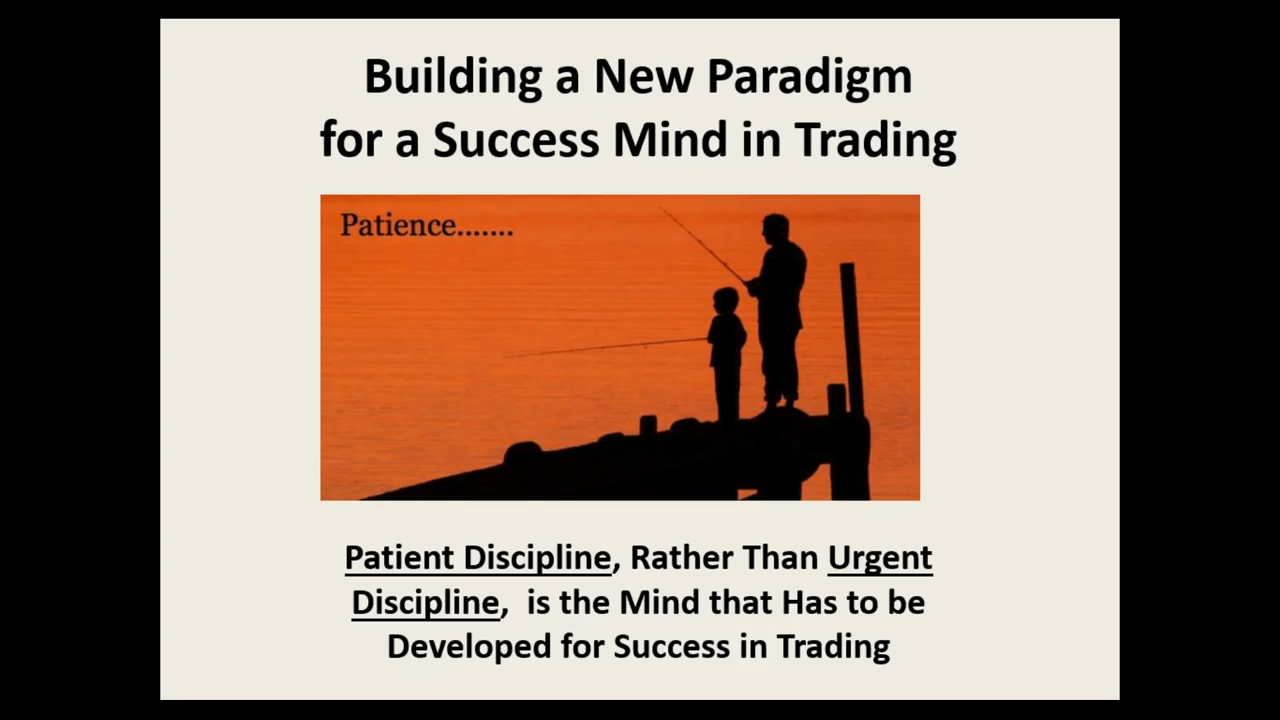 Building a New Paradigm
for a Success Mind in Trading
Patience.......
Patient Discipline, Rather Than Urgent
Discipline,  is the Mind that Has to be
Developed for Success in Trading